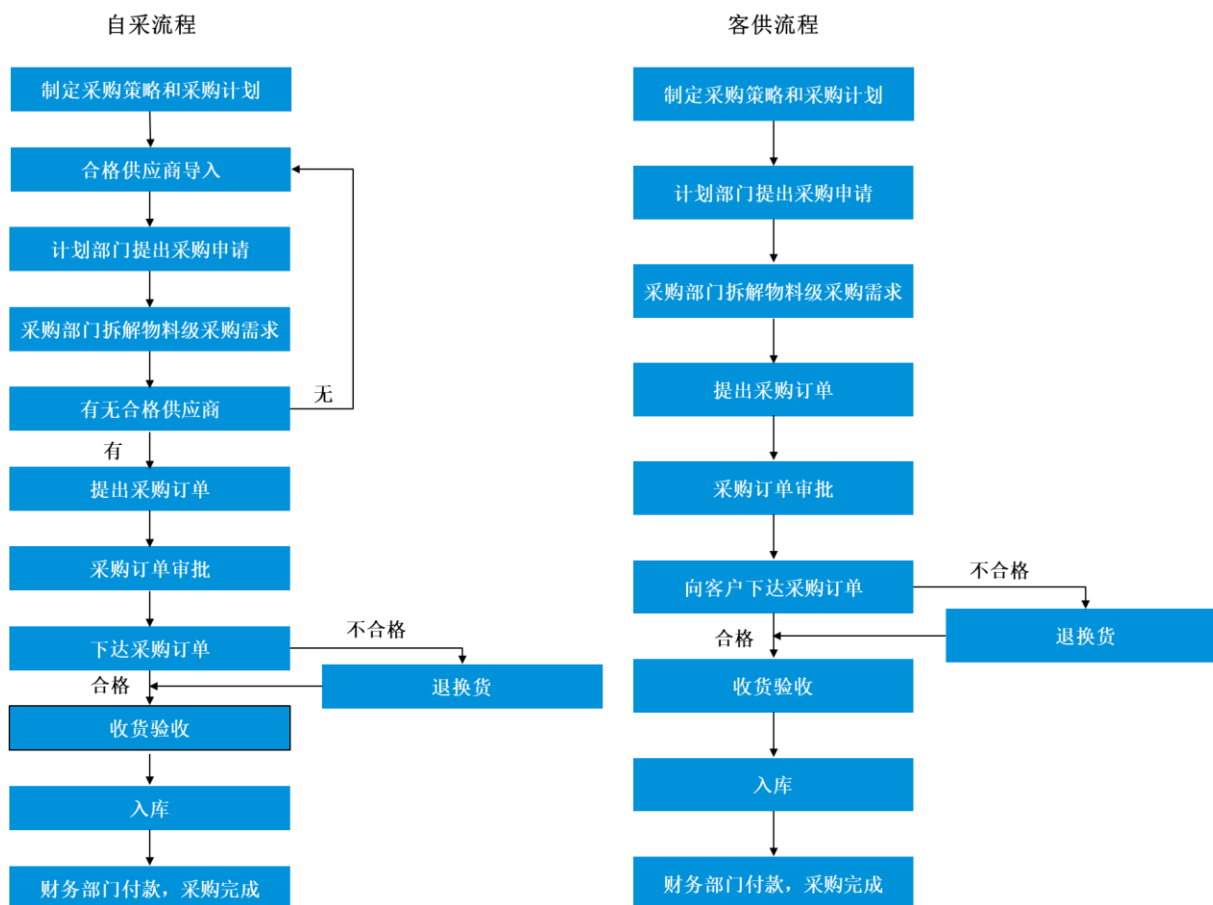 自采流程
制定采购策略和采购计划
合格供应商导入
计划部门提出采购申请
采购部门拆解物料级采购需求
有无合格供应商
无
有
提出采购订单
采购订单审批
下达采购订单
不合格
合格
退换货
收货验收
入库
财务部门付款，采购完成
客供流程
制定采购策略和采购计划
计划部门提出采购申请
采购部门拆解物料级采购需求
提出采购订单
采购订单审批
向客户下达采购订单
不合格
合格
退换货
收货验收
入库
财务部门付款，采购完成